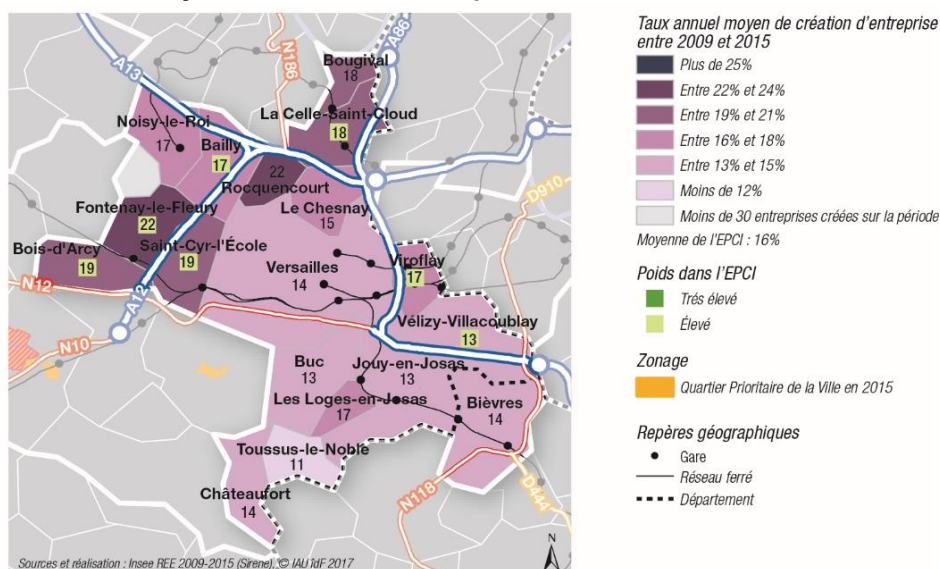 A13
N186
A86
Bougival
18
La Celle-Saint-Cloud
18
Noisy-le-Roi
17
Bailly
17
22
Rocquencourt
D910
Le Chesnay
15
Fontenay-le-Fleury
22
Bois-d'Arcy
19
Saint-Cyr-l'École
19
Versailles
14
Viroflay
17
N12
A12
N10
Vélizy-Villacoublay
13
Buc
13
Jouy-en-Josas
13
Les Loges-en-Josas
17
Bièvres
14
Toussus-le-Noble
11
Châteaufort
14
N118
D444
N
Sources et réalisation : Insee REE 2009-2015 (Sirene), © IAU îdF 2017
Taux annuel moyen de création d'entreprise
entre 2009 et 2015
Plus de 25%
Entre 22% et 24%
Entre 19% et 21%
Entre 16% et 18%
Entre 13% et 15%
Moins de 12%
Moins de 30 entreprises créées sur la période
Moyenne de l'EPCI : 16%
Poids dans l'EPCI
Trés élevé
Élevé
Zonage
Quartier Prioritaire de la Ville en 2015
Repères géographiques
Gare
Réseau ferré
Département